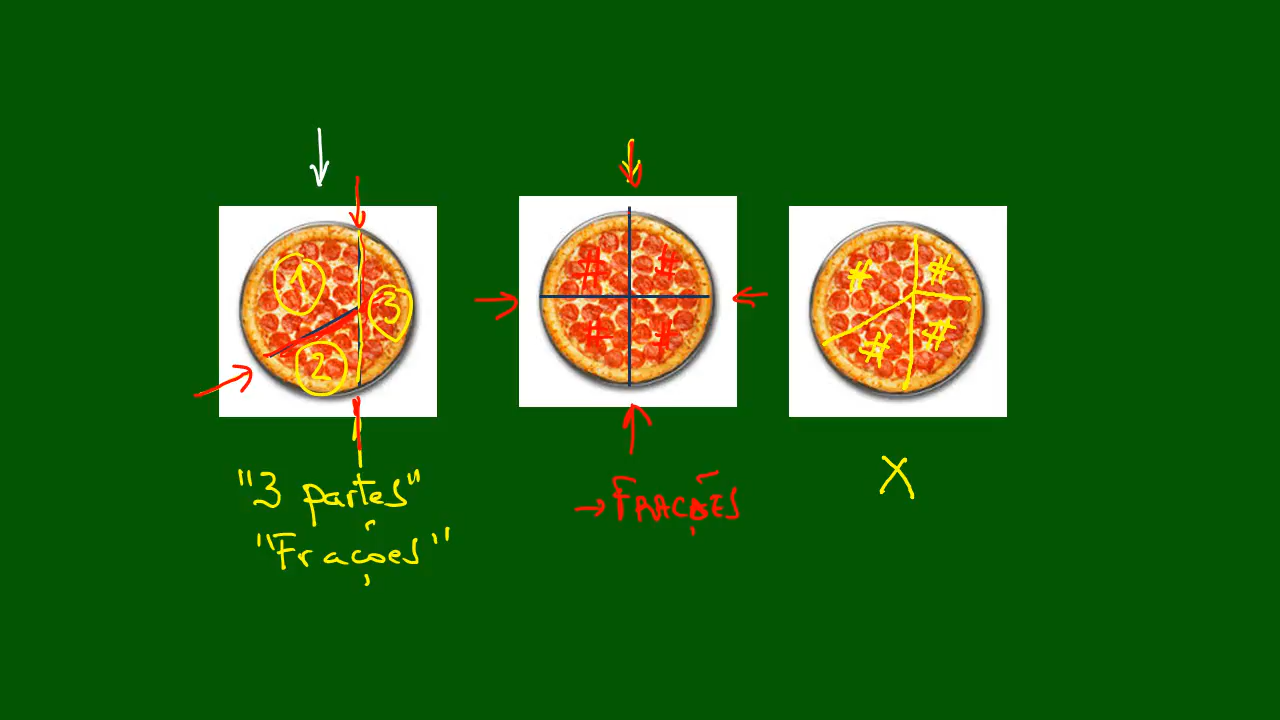 1
2
3
# #
# #
# #
# #
"3 partes"
"Frações"
→ FRAÇÕES
X